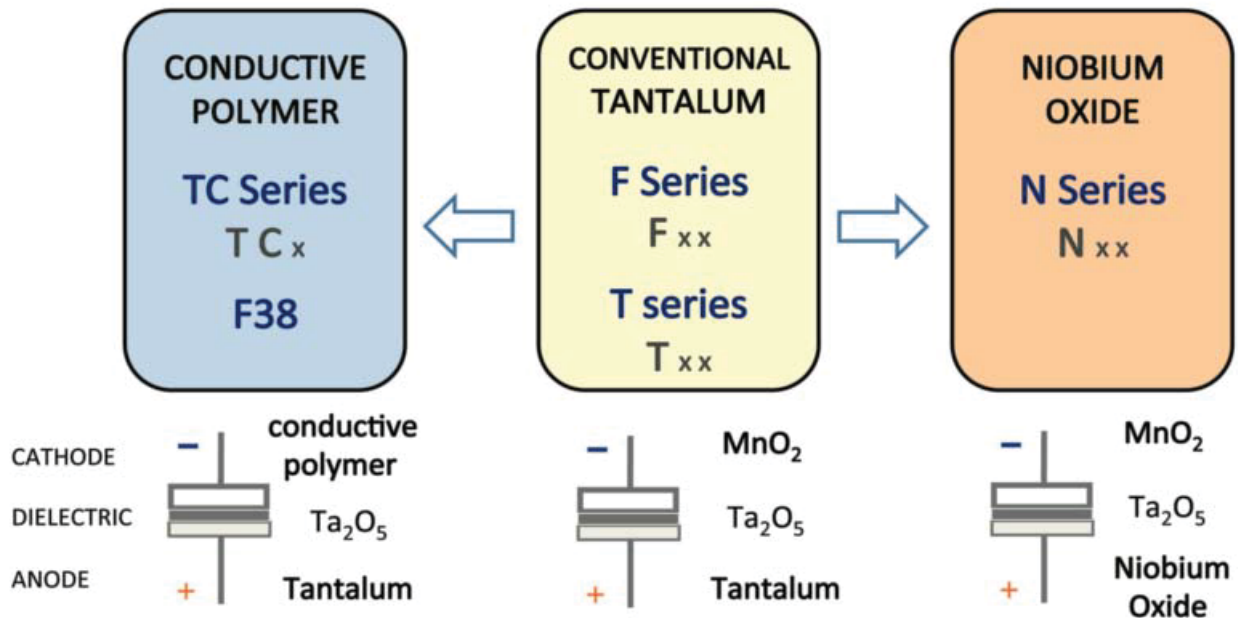 CONDUCTIVE
POLYMER
TC Series
T C x
F38
CONVENTIONAL
TANTALUM
F Series
F x x
T series
T x x
NIOBIUM
OXIDE
N Series
N x x
CATHODE
DIELECTRIC
ANODE
–
conductive
polymer
Ta₂O₅
+
Tantalum
–
MnO₂
Ta₂O₅
+
Tantalum
–
MnO₂
Ta₂O₅
+
Niobium
Oxide